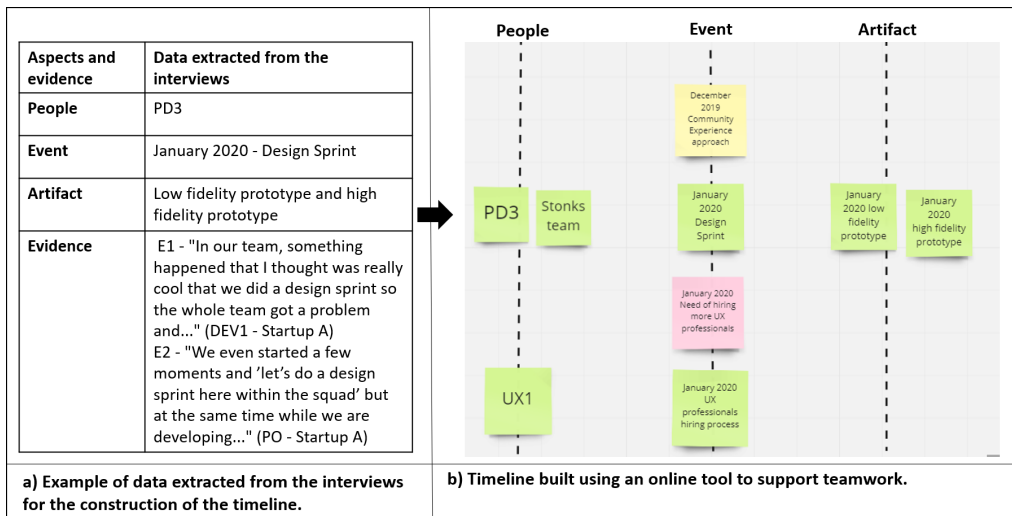 Aspects and
evidence
Data extracted from the
interviews
People
PD3
Event
January 2020 - Design Sprint
Artifact
Low fidelity prototype and high
fidelity prototype
Evidence
E1 - "In our team, something
happened that I thought was really
cool that we did a design sprint so
the whole team got a problem
and..." (DEV1 - Startup A)
E2 - "We even started a few
moments and ’let’s do a design
sprint here within the squad’ but
at the same time while we are
developing..." (PO - Startup A)
a) Example of data extracted from the interviews
for the construction of the timeline.
People
Event
Artifact
December
2019
Community
Experience
approach
PD3
Stonks
team
January
2020
Design
Sprint
January
2020 low
fidelity
prototype
January
2020
high fidelity
prototype
January 2020
Need of hiring
more UX
professionals
UX1
January 2020
UX
professionals
hiring process
b) Timeline built using an online tool to support teamwork.